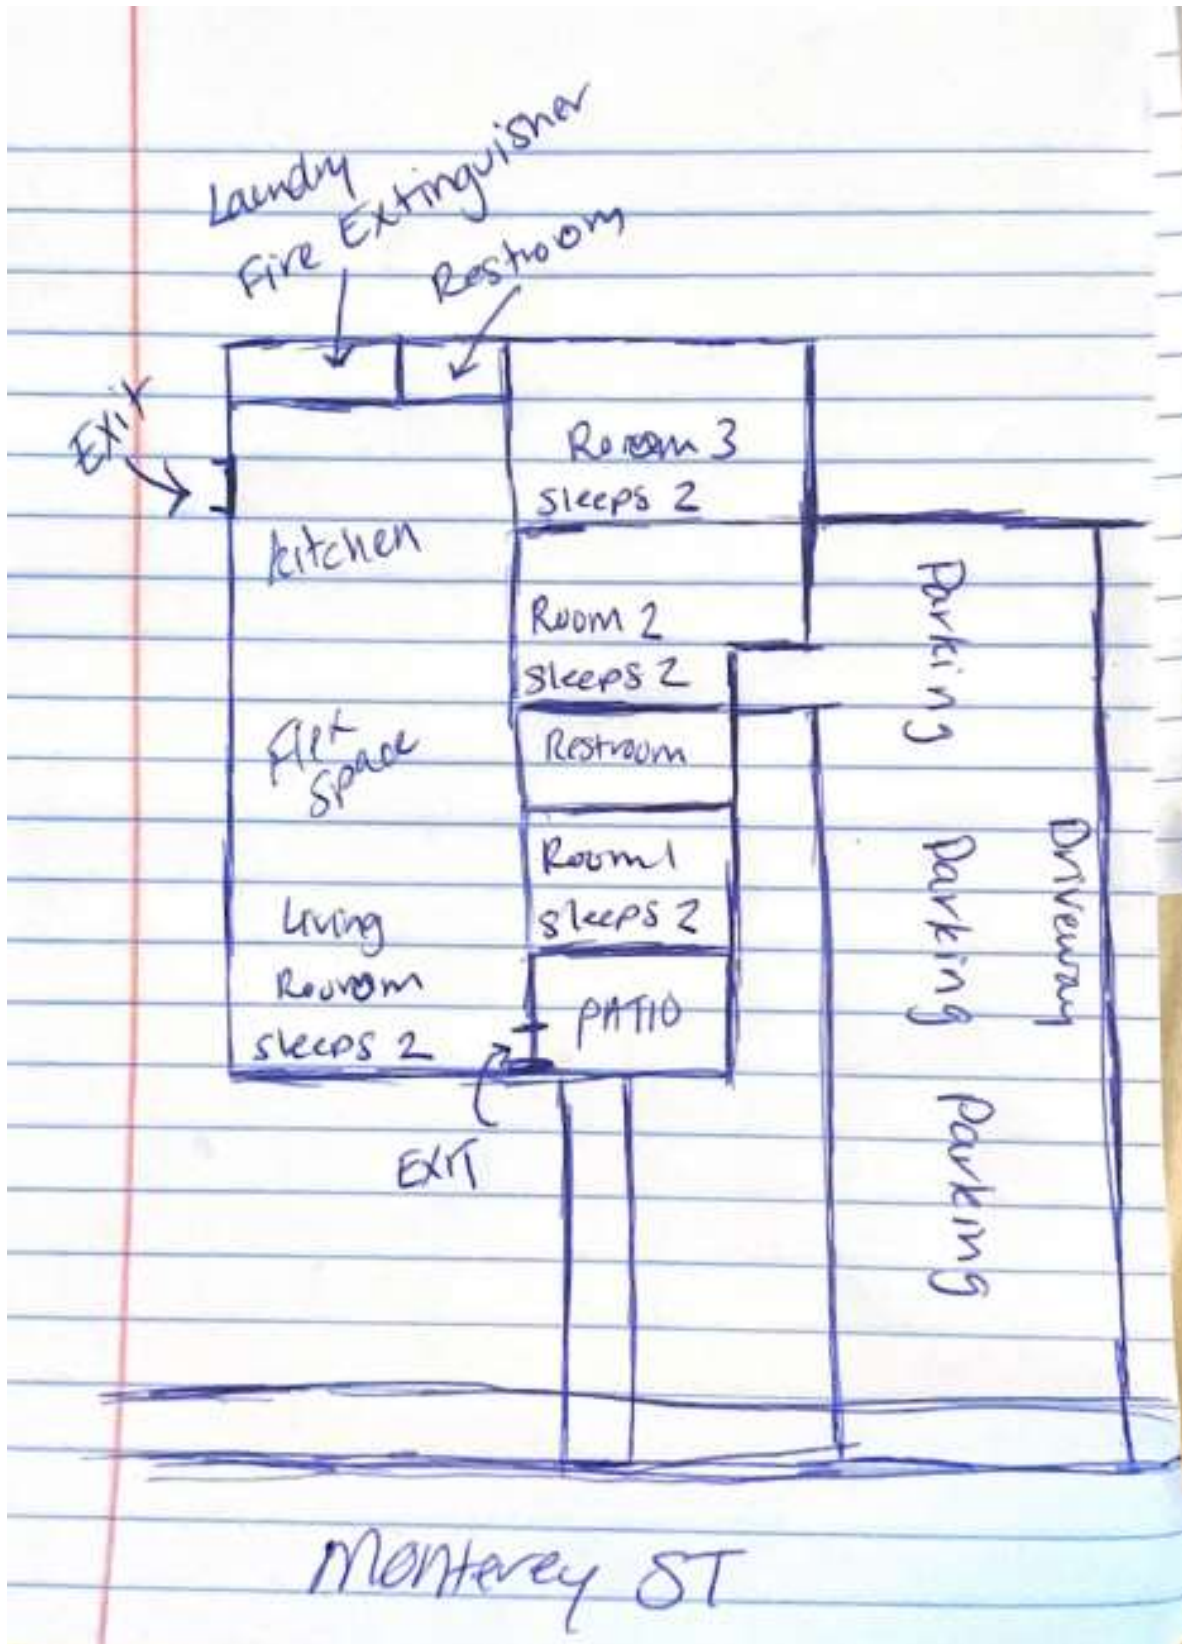 Laundry
Fire Extinguisher
Restroom
Exit
Room 3
sleeps 2
Kitchen
Room 2
sleeps 2
Flex
Space
Restroom
Room 1
sleeps 2
Living
Room
sleeps 2
PATIO
EXIT
Parking
Parking
Parking
Driveway
Monterey ST